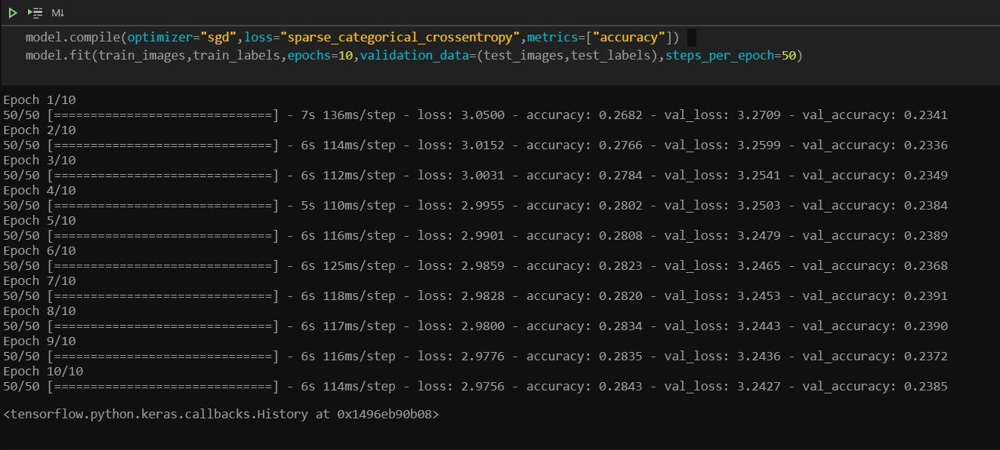 M↓
model.compile(optimizer="sgd",loss="sparse_categorical_crossentropy",metrics=["accuracy"])
model.fit(train_images,train_labels,epochs=10,validation_data=(test_images,test_labels),steps_per_epoch=50)
Epoch 1/10
50/50 [==============================] - 7s 136ms/step - loss: 3.0500 - accuracy: 0.2682 - val_loss: 3.2709 - val_accuracy: 0.2341
Epoch 2/10
50/50 [==============================] - 6s 114ms/step - loss: 3.0152 - accuracy: 0.2766 - val_loss: 3.2599 - val_accuracy: 0.2336
Epoch 3/10
50/50 [==============================] - 6s 112ms/step - loss: 3.0031 - accuracy: 0.2784 - val_loss: 3.2541 - val_accuracy: 0.2349
Epoch 4/10
50/50 [==============================] - 5s 110ms/step - loss: 2.9955 - accuracy: 0.2802 - val_loss: 3.2503 - val_accuracy: 0.2384
Epoch 5/10
50/50 [==============================] - 6s 116ms/step - loss: 2.9901 - accuracy: 0.2808 - val_loss: 3.2479 - val_accuracy: 0.2389
Epoch 6/10
50/50 [==============================] - 6s 125ms/step - loss: 2.9859 - accuracy: 0.2823 - val_loss: 3.2465 - val_accuracy: 0.2368
Epoch 7/10
50/50 [==============================] - 6s 118ms/step - loss: 2.9828 - accuracy: 0.2820 - val_loss: 3.2453 - val_accuracy: 0.2391
Epoch 8/10
50/50 [==============================] - 6s 117ms/step - loss: 2.9800 - accuracy: 0.2834 - val_loss: 3.2443 - val_accuracy: 0.2390
Epoch 9/10
50/50 [==============================] - 6s 116ms/step - loss: 2.9776 - accuracy: 0.2835 - val_loss: 3.2436 - val_accuracy: 0.2372
Epoch 10/10
50/50 [==============================] - 6s 114ms/step - loss: 2.9756 - accuracy: 0.2843 - val_loss: 3.2427 - val_accuracy: 0.2385
<tensorflow.python.keras.callbacks.History at 0x1496eb90b08>